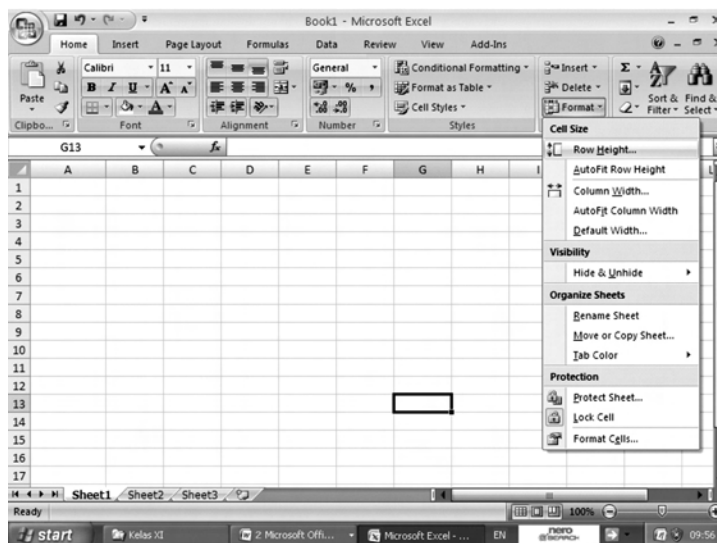 Book1 - Microsoft Excel
Home Insert Page Layout Formulas Data Review View Add-Ins
Calibri 11 General Conditional Formatting Insert Σ
Paste B I U A A % , Format as Table Delete Sort & Filter Find & Select
A Cell Styles Format
Clipbo... Font Alignment Number Styles
G13 fx
Cell Size
Row Height...
AutoFit Row Height
Column Width...
AutoFit Column Width
Default Width...
Visibility
Hide & Unhide
Organize Sheets
Rename Sheet
Move or Copy Sheet...
Tab Color
Protection
Protect Sheet...
Lock Cell
Format Cells...
A B C D E F G H I L
1
2
3
4
5
6
7
8
9
10
11
12
13
14
15
16
17
Sheet1 Sheet2 Sheet3
Ready 100%
start Kelas XI 2 Microsoft Offi... Microsoft Excel - ... EN nero SEARCH 09:56